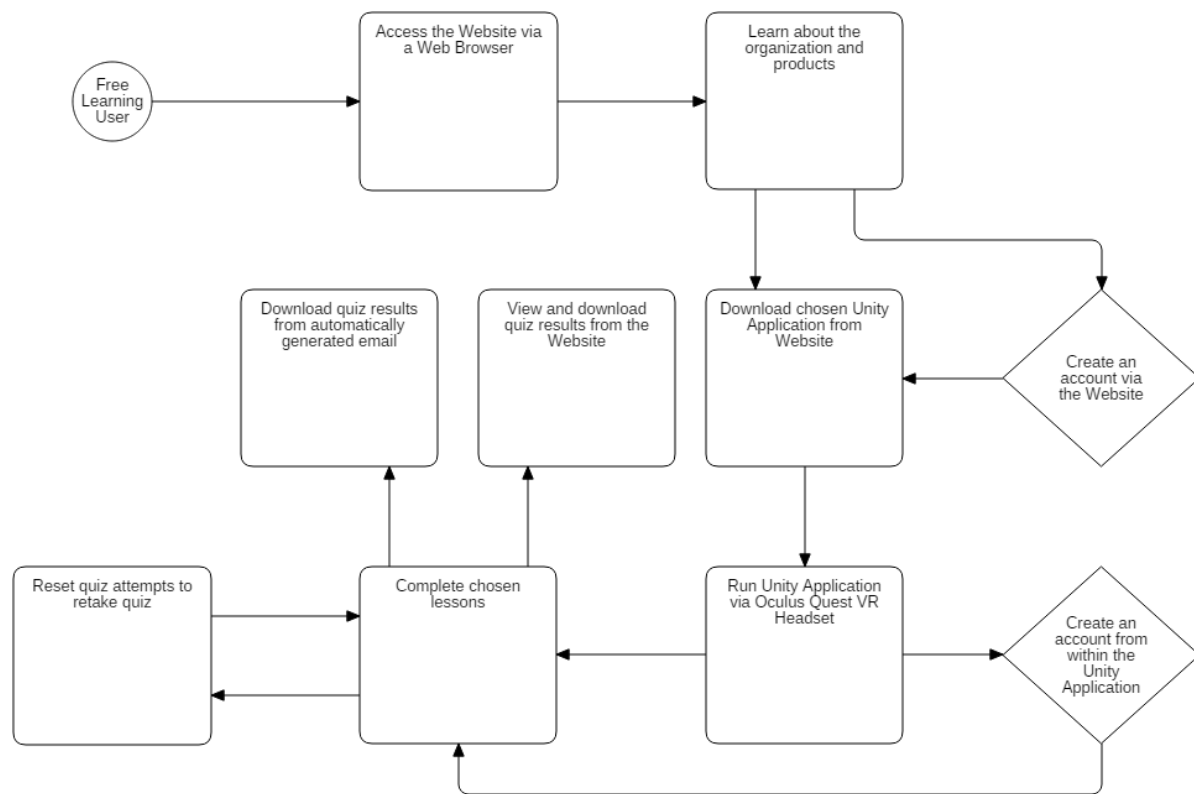 Free
Learning
User
Access the Website via
a Web Browser
Learn about the
organization and
products
Download quiz results
from automatically
generated email
View and download
quiz results from the
Website
Download chosen Unity
Application from
Website
Create an
account via
the Website
Reset quiz attempts to
retake quiz
Complete chosen
lessons
Run Unity Application
via Oculus Quest VR
Headset
Create an
account from
within the
Unity
Application